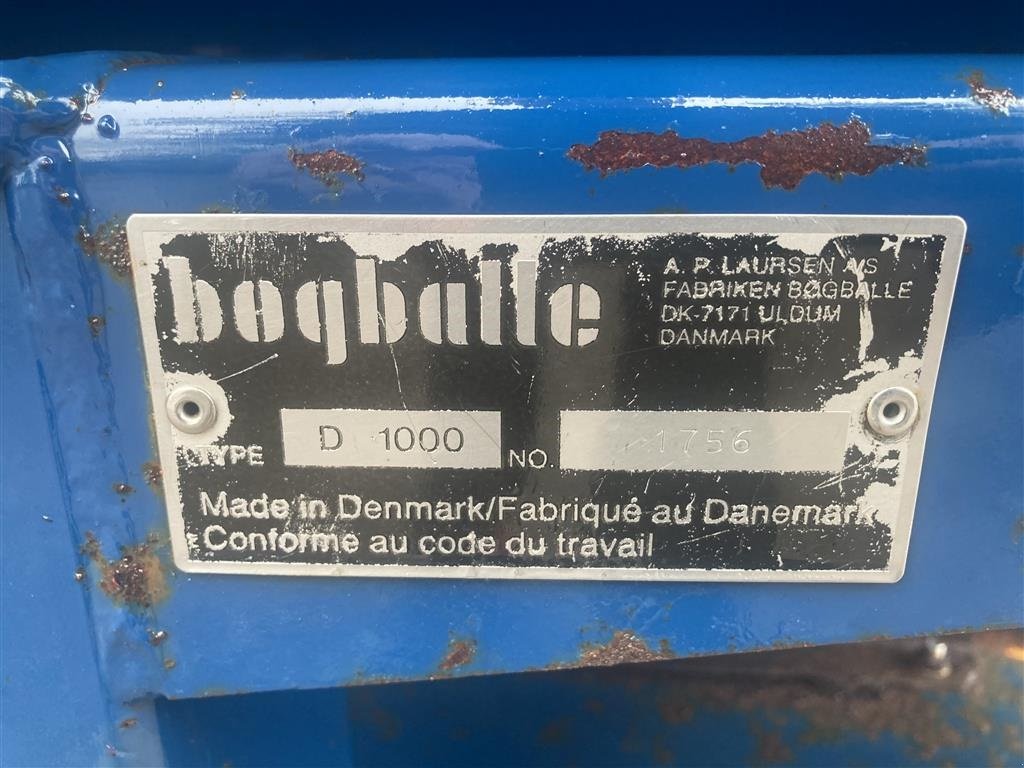 bogballe
A. P. LAURSEN A/S
FABRIKEN BØGBALLE
DK-7171 ULDUM
DANMARK
TYPE D 1000 NO. 1756
Made in Denmark/Fabriqué au Danemark
Conforme au code du travail